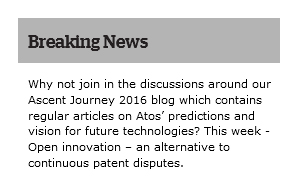 Breaking News
Why not join in the discussions around our
Ascent Journey 2016 blog which contains
regular articles on Atos’ predictions and
vision for future technologies? This week -
Open innovation – an alternative to
continuous patent disputes.